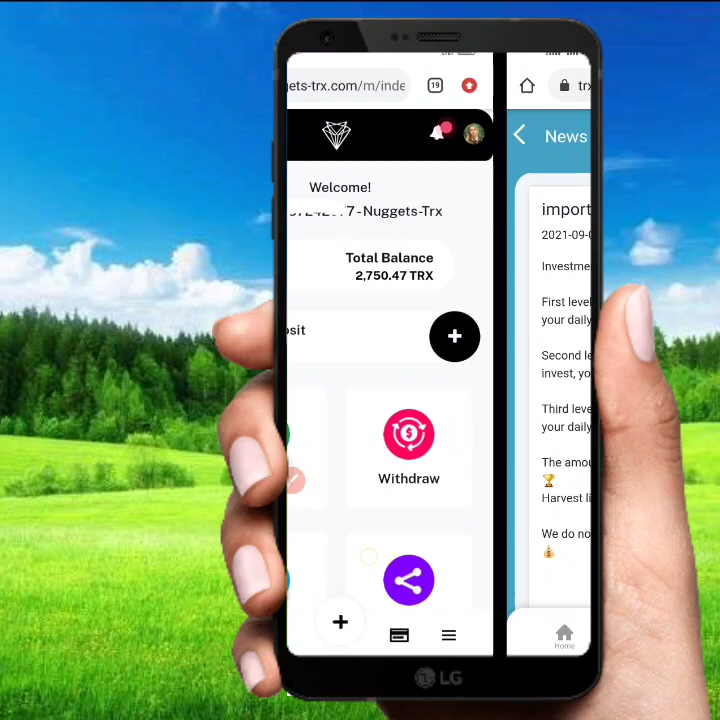 gets-trx.com/m/inde
19
Welcome!
7 - Nuggets-Trx
Total Balance
2,750.47 TRX
osit
Withdraw
trx
News
import
2021-09-0
Investme
First level
your daily
Second le
invest, yo
Third leve
your daily
The amou
🏆
Harvest li
We do no
💰
Home
LG